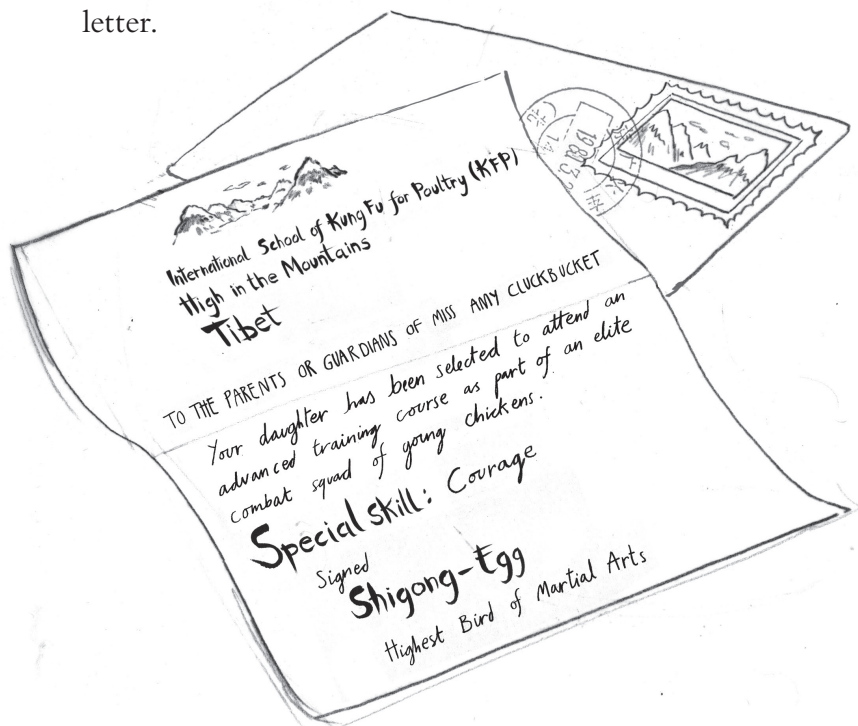 letter.
International School of Kung Fu for Poultry (KFP)
High in the Mountains
Tibet
TO THE PARENTS OR GUARDIANS OF MISS AMY CLUCKBUCKET
Your daughter has been selected to attend an
advanced training course as part of an elite
combat squad of young chickens.
Special skill: Courage
Signed
Shigong-Egg
Highest Bird of Martial Arts